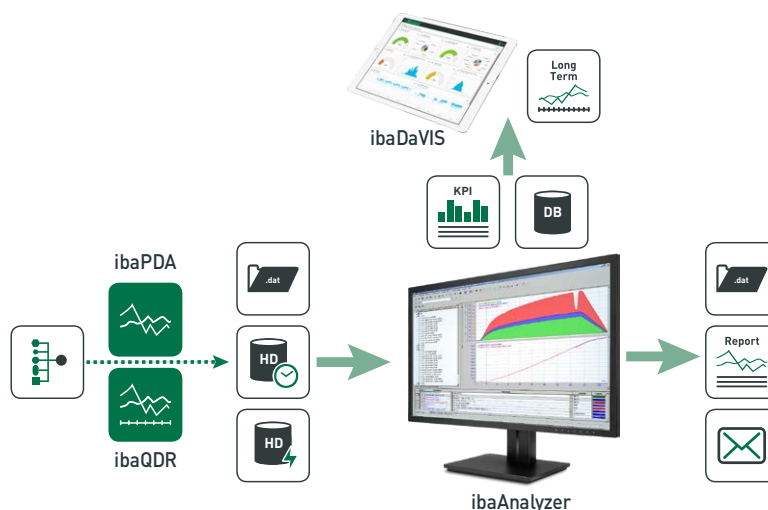 Long
Term
ibaDaVIS
KPI
DB
ibaPDA
.dat
.dat
HD
Report
HD
ibaQDR
ibaAnalyzer